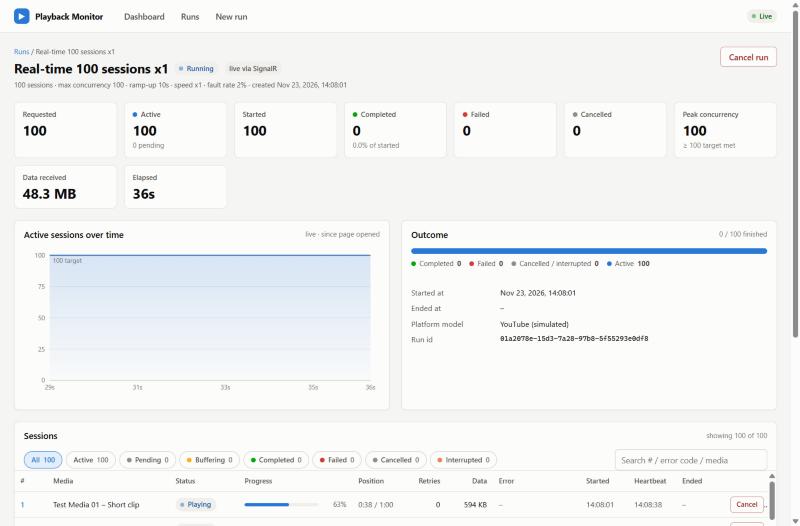 Playback Monitor Dashboard Runs New run Live
Runs / Real-time 100 sessions x1
Real-time 100 sessions x1 Running live via SignalR Cancel run
100 sessions · max concurrency 100 · ramp-up 10s · speed x1 · fault rate 2% · created Nov 23, 2026, 14:08:01
Requested Active Started Completed Failed Cancelled Peak concurrency
100 100 100 0 0 0 100
0 pending 0.0% of started ≥ 100 target met
Data received Elapsed
48.3 MB 36s
Active sessions over time live · since page opened
100
100 target
75
50
25
0
29s 31s 33s 35s 36s
Outcome 0 / 100 finished
Completed 0 Failed 0 Cancelled / interrupted 0 Active 100
Started at Nov 23, 2026, 14:08:01
Ended at –
Platform model YouTube (simulated)
Run id 01a2078e-15d3-7a28-97b8-5f55293e0df8
Sessions showing 100 of 100
All 100 Active 100 Pending 0 Buffering 0 Completed 0 Failed 0 Cancelled 0 Interrupted 0 Search # / error code / media
# Media Status Progress Position Retries Data Error Started Heartbeat Ended
1 Test Media 01 – Short clip Playing 63% 0:38 / 1:00 0 594 KB – 14:08:01 14:08:38 – Cancel